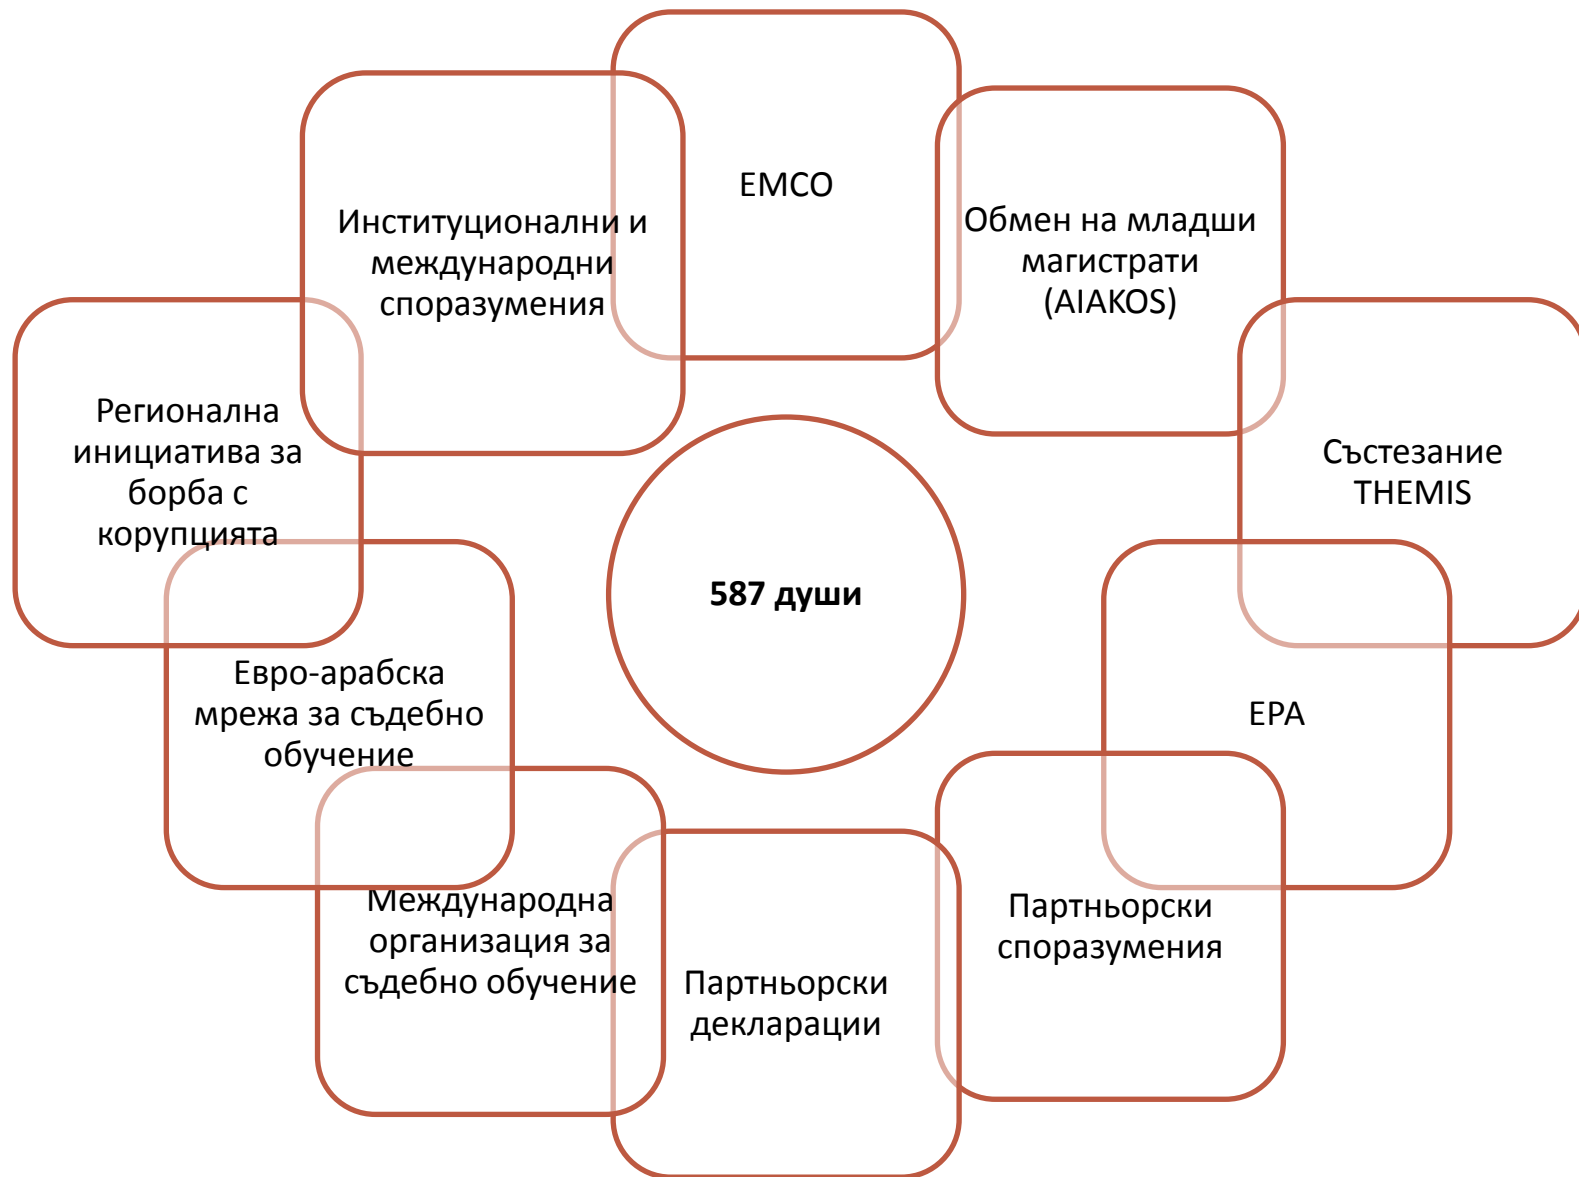 ЕМСО
Обмен на младши
магистрати
(AIAKOS)
Състезание
THEMIS
ЕРА
Партньорски
споразумения
Партньорски
декларации
Международна
организация за
съдебно обучение
Евро-арабска
мрежа за съдебно
обучение
Регионална
инициатива за
борба с
корупцията
Институционални и
международни
споразумения
587 души